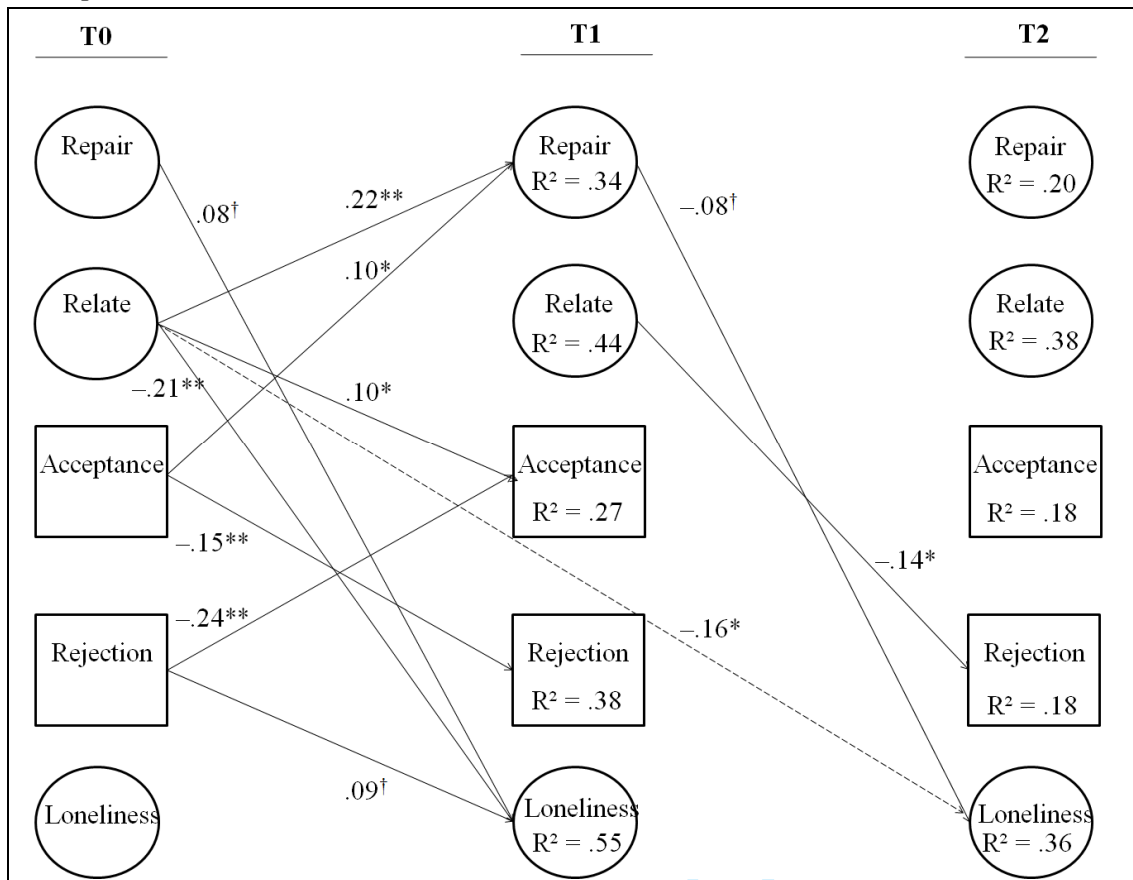 T0
T1
T2
Repair
Repair
R² = .34
Repair
R² = .20
.22**
.08†
–.08†
.10*
Relate
Relate
R² = .44
Relate
R² = .38
–.21**
.10*
Acceptance
Acceptance
R² = .27
Acceptance
R² = .18
–.15**
–.14*
–.24**
–.16*
Rejection
Rejection
R² = .38
Rejection
R² = .18
.09†
Loneliness
Loneliness
R² = .55
Loneliness
R² = .36